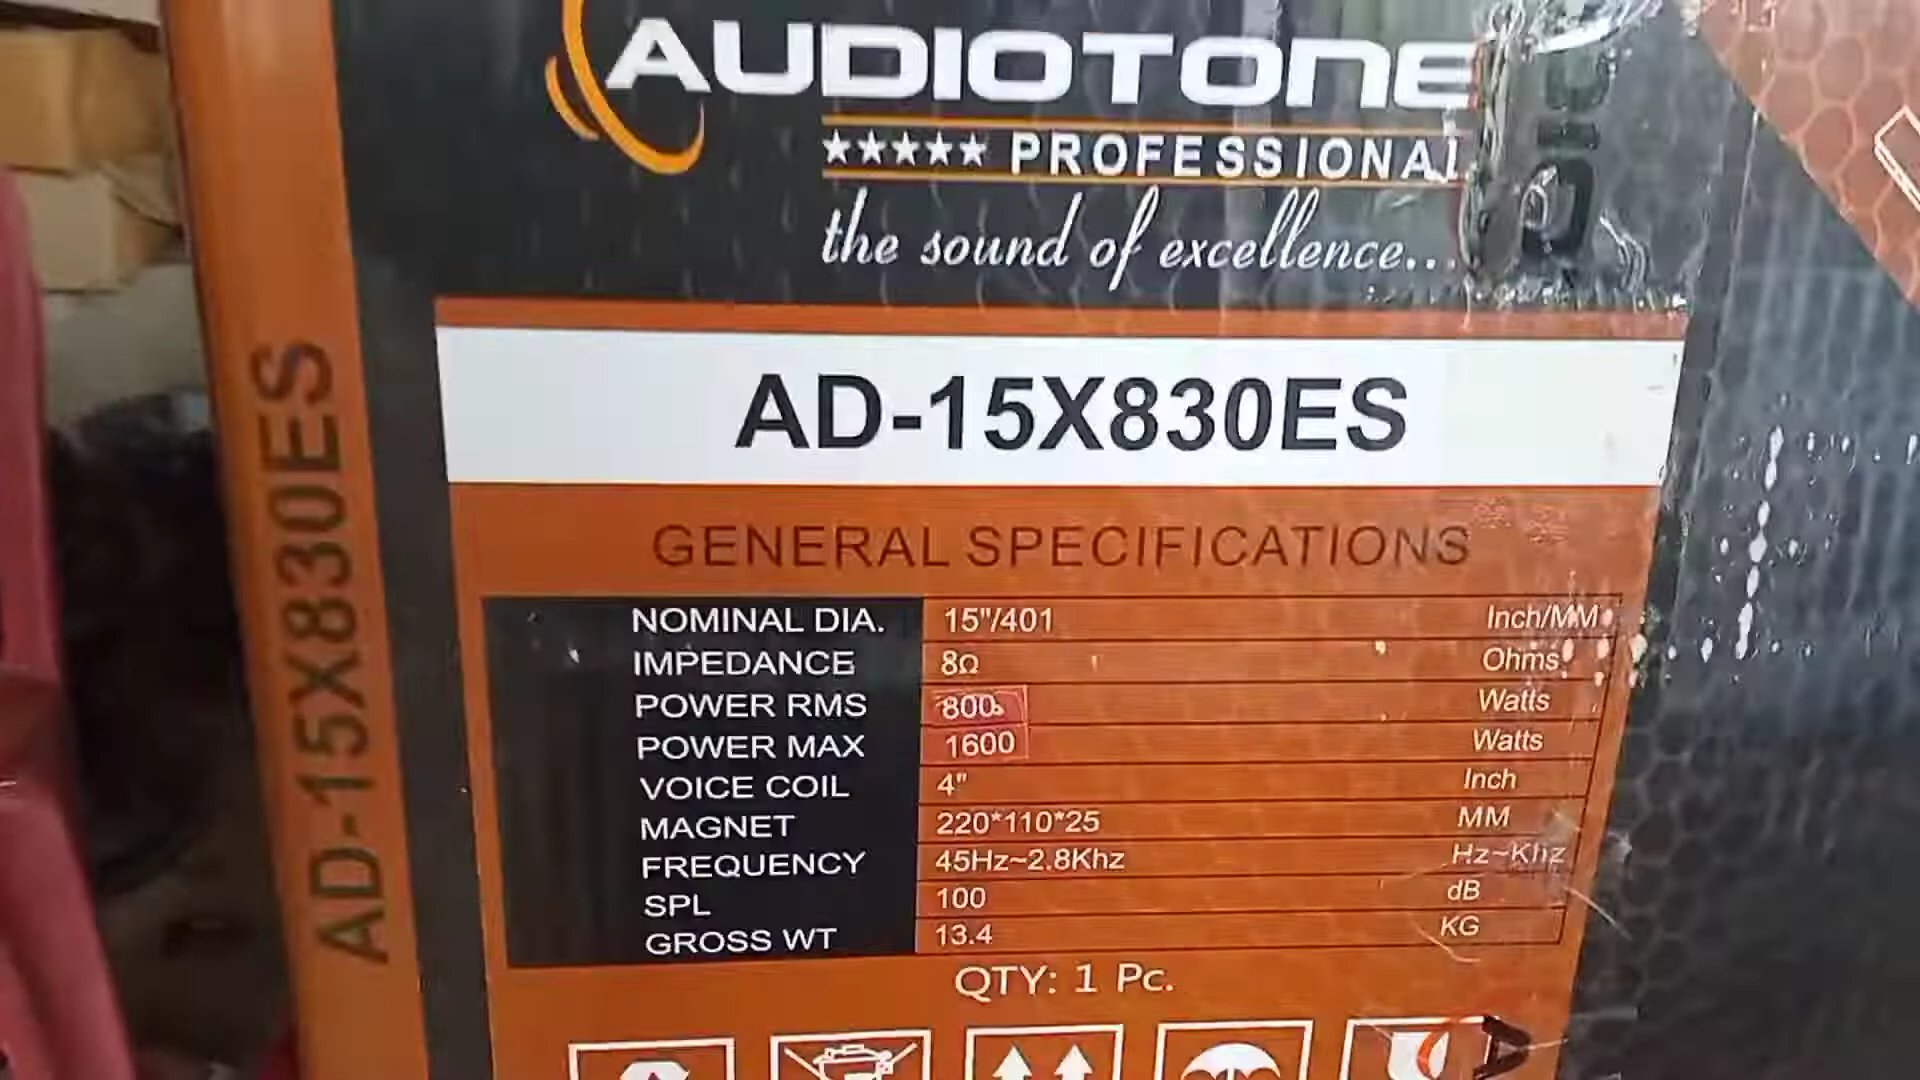 AUDIOTONE
★★★★★ PROFESSIONAL
the sound of excellence...
AD-15X830ES
AD-15X830ES
GENERAL SPECIFICATIONS
NOMINAL DIA. 15"/401 Inch/MM
IMPEDANCE 8Ω Ohms
POWER RMS 800 Watts
POWER MAX 1600 Watts
VOICE COIL 4" Inch
MAGNET 220*110*25 MM
FREQUENCY 45Hz~2.8Khz Hz~Khz
SPL 100 dB
GROSS WT 13.4 KG
QTY: 1 Pc.